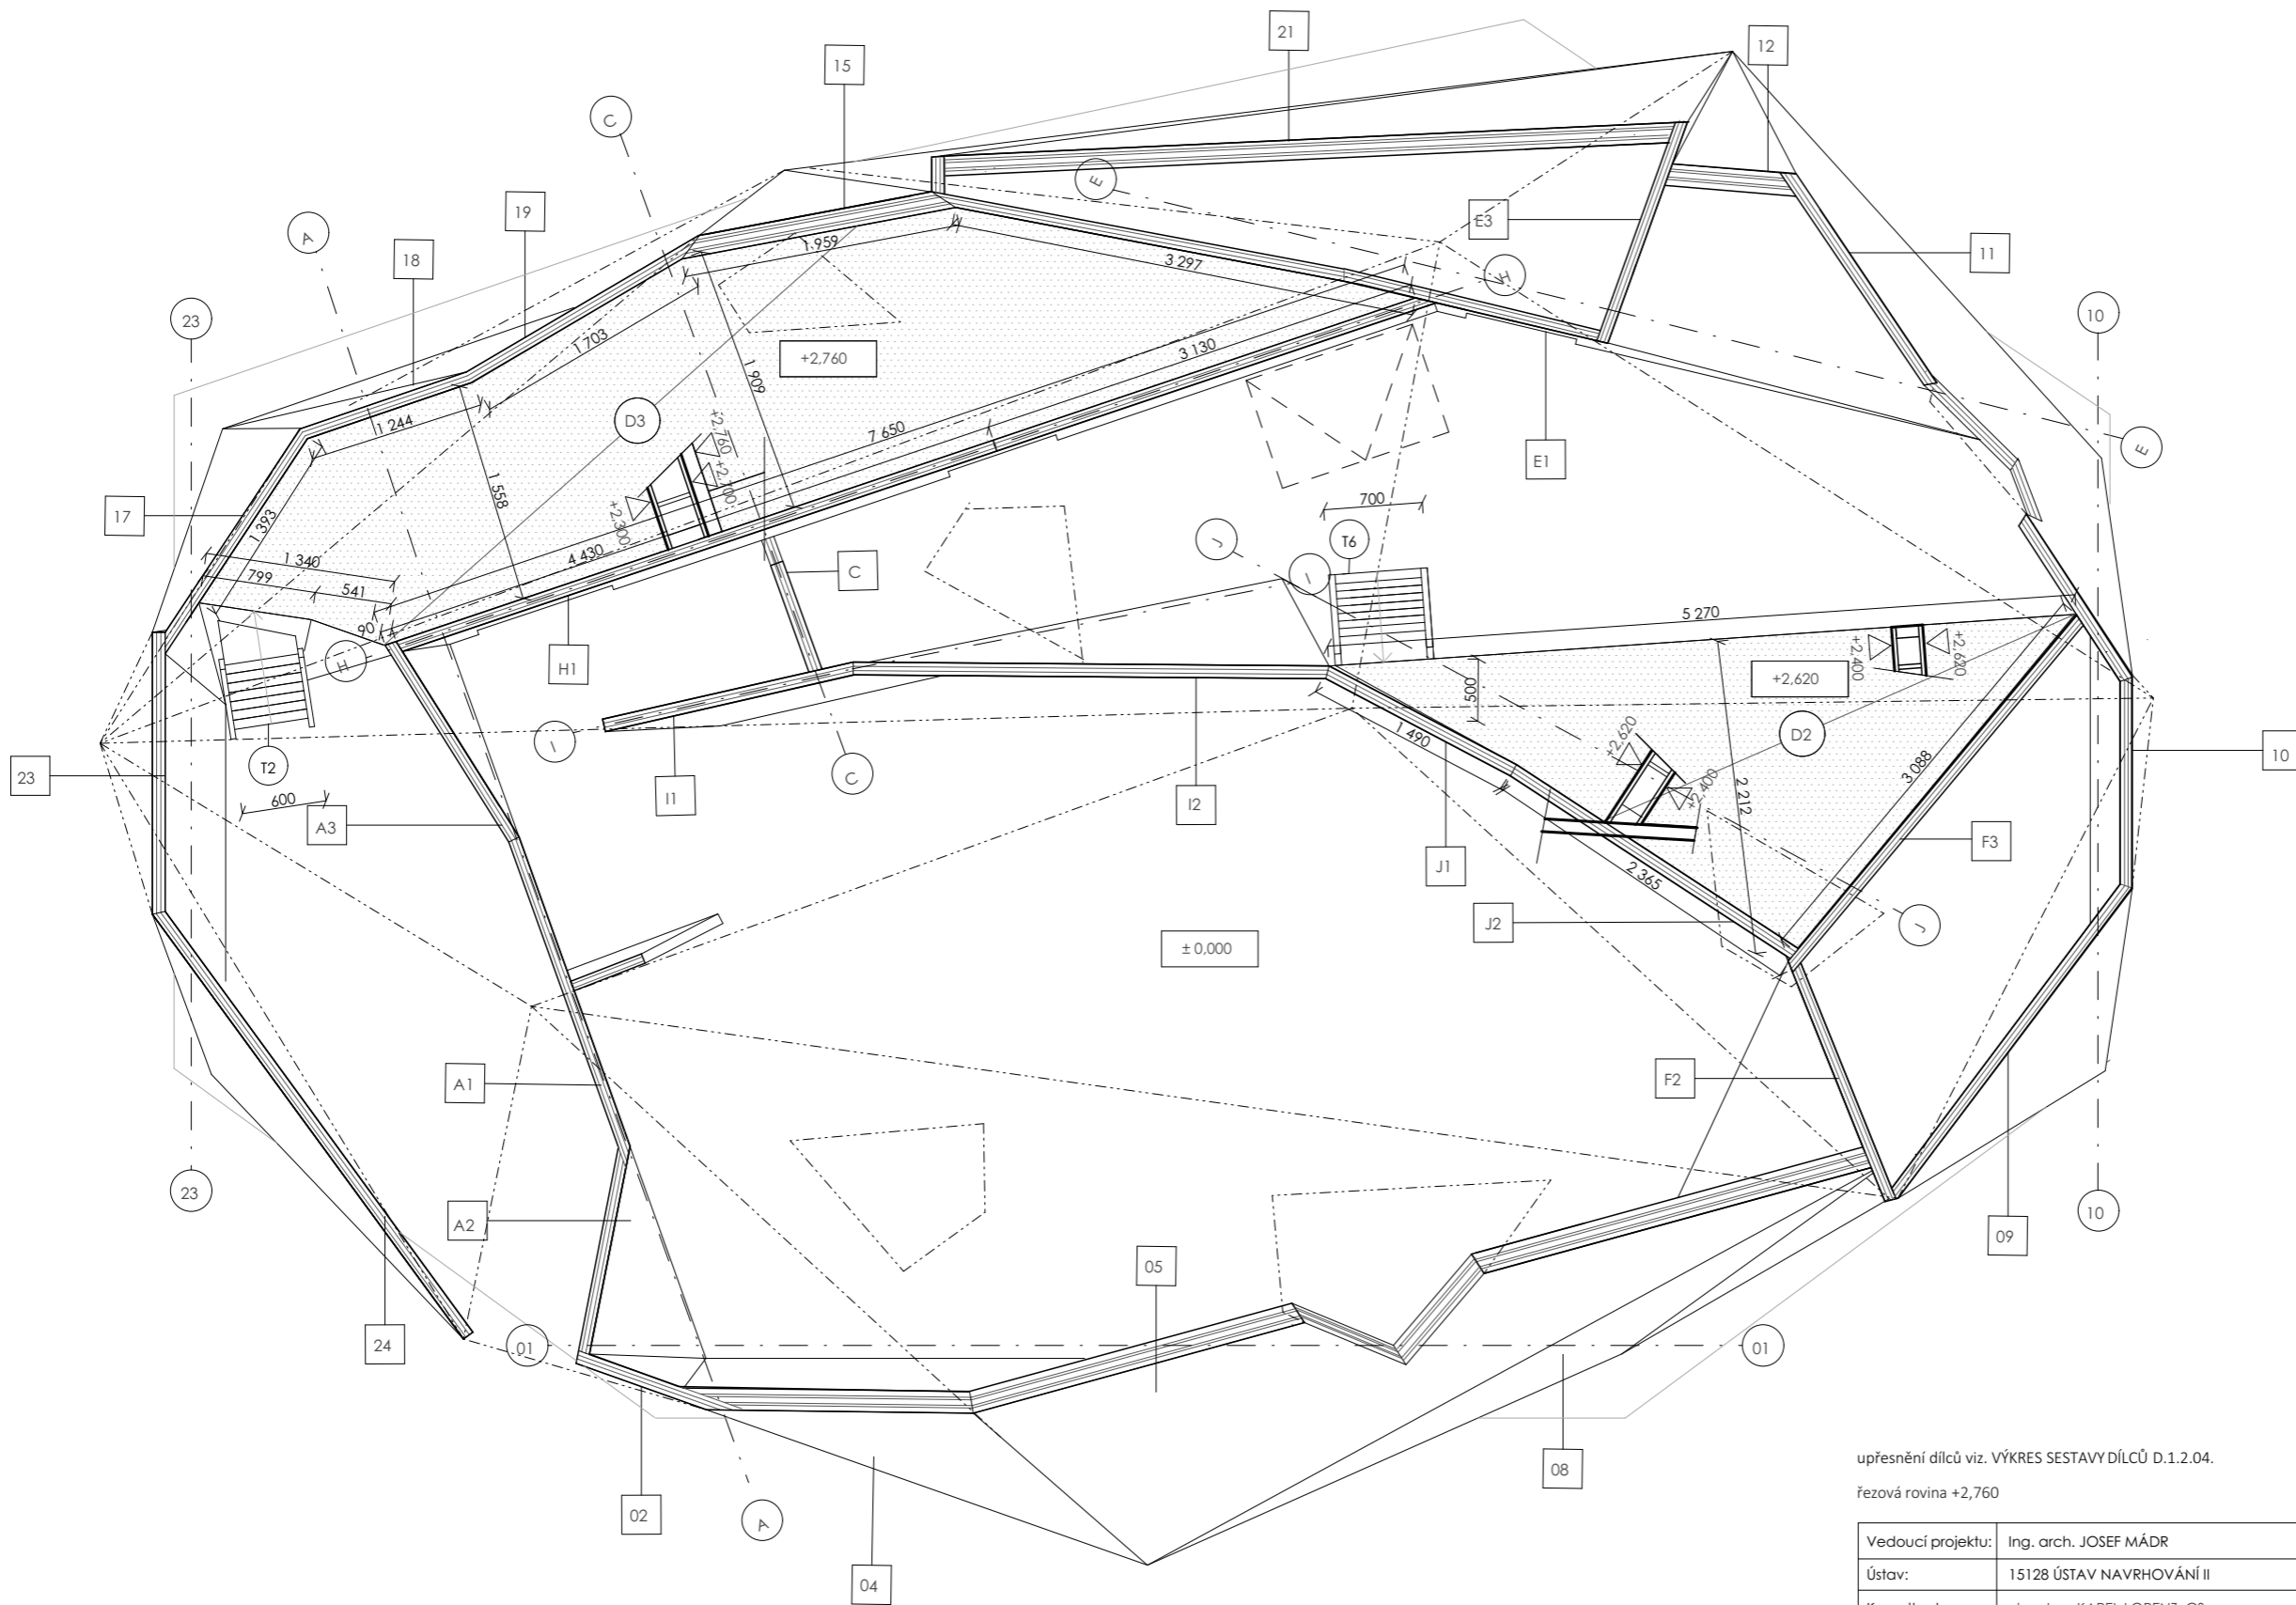 21
12
15
C
E
19
E3
A
18
11
1 959
3 297
H
23
10
+2,760
1 703
3 130
1 909
D3
1 244
+2,760
7 650
E
+2,700
E1
1 558
700
17
1 393
+2,300
J
T6
1 340
4 430
C
I
799
541
5 270
90
+2,400
+2,620
H
H1
+2,620
500
1 490
+2,620
D2
I
23
T2
C
10
I1
I2
3 088
+2,400
2 212
600
A3
F3
J1
2 365
J2
J
± 0,000
A1
F2
23
10
A2
09
05
24
01
01
08
02
A
04
upřesnění dílců viz. VÝKRES SESTAVY DÍLCŮ D.1.2.04.
řezová rovina +2,760
Vedoucí projektu: Ing. arch. JOSEF MÁDR
Ústav: 15128 ÚSTAV NAVRHOVÁNÍ II